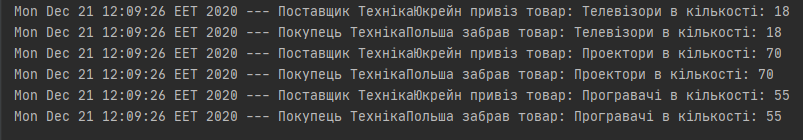 Mon Dec 21 12:09:26 EET 2020 --- Поставщик ТехнікаЮкрейн привіз товар: Телевізори в кількості: 18
Mon Dec 21 12:09:26 EET 2020 --- Покупець ТехнікаПольша забрав товар: Телевізори в кількості: 18
Mon Dec 21 12:09:26 EET 2020 --- Поставщик ТехнікаЮкрейн привіз товар: Проектори в кількості: 70
Mon Dec 21 12:09:26 EET 2020 --- Покупець ТехнікаПольша забрав товар: Проектори в кількості: 70
Mon Dec 21 12:09:26 EET 2020 --- Поставщик ТехнікаЮкрейн привіз товар: Програвачі в кількості: 55
Mon Dec 21 12:09:26 EET 2020 --- Покупець ТехнікаПольша забрав товар: Програвачі в кількості: 55